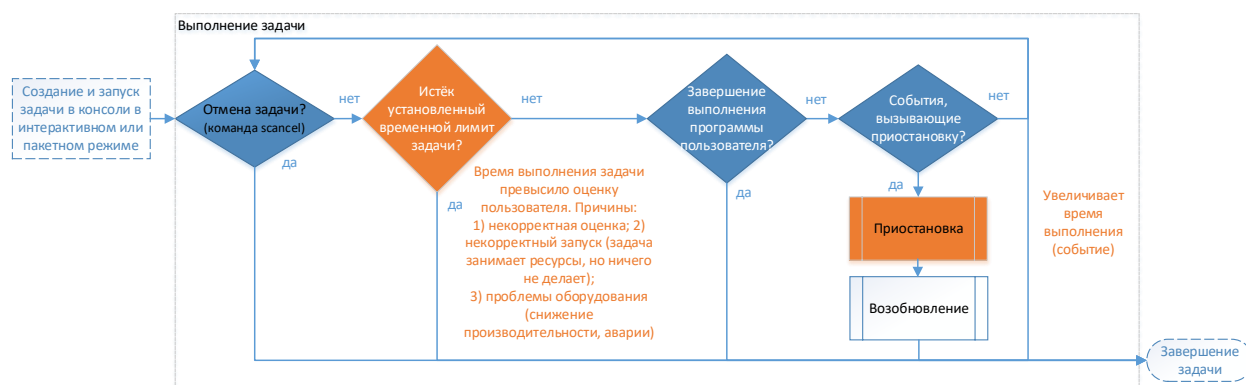 Выполнение задачи
Создание и запуск
задачи в консоли в
интерактивном или
пакетном режиме
Отмена задачи?
(команда scancel)
нет
да
Истёк
установленный
временной лимит
задачи?
нет
да
Время выполнения задачи
превысило оценку
пользователя. Причины:
1) некорректная оценка; 2)
некорректный запуск (задача
занимает ресурсы, но ничего
не делает);
3) проблемы оборудования
(снижение
производительности, аварии)
Завершение
выполнения
программы
пользователя?
нет
да
События,
вызывающие
приостановку?
нет
да
Приостановка
Возобновление
Увеличивает
время
выполнения
(событие)
Завершение
задачи